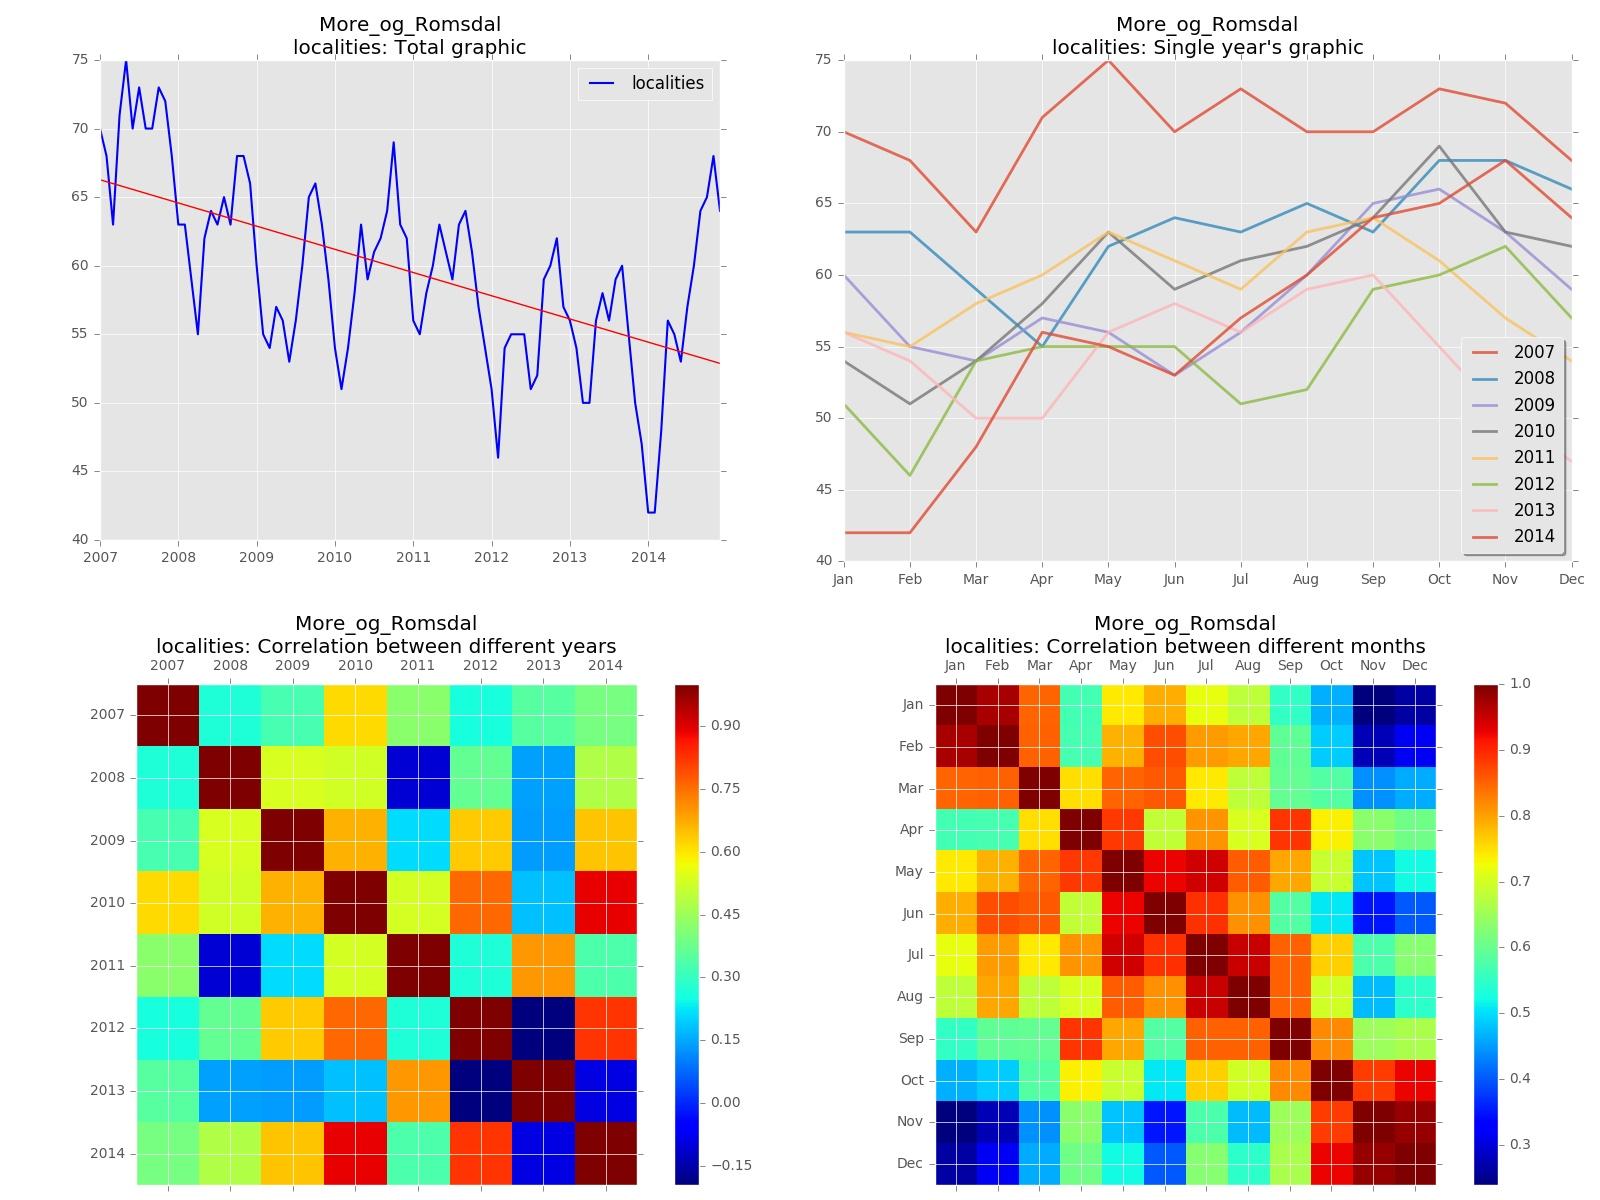 More_og_Romsdal
localities: Total graphic
75
70
65
60
55
50
45
40
2007 2008 2009 2010 2011 2012 2013 2014
localities
More_og_Romsdal
localities: Single year's graphic
75
70
65
60
55
50
45
40
Jan Feb Mar Apr May Jun Jul Aug Sep Oct Nov Dec
2007
2008
2009
2010
2011
2012
2013
2014
More_og_Romsdal
localities: Correlation between different years
2007 2008 2009 2010 2011 2012 2013 2014
2007
2008
2009
2010
2011
2012
2013
2014
0.90
0.75
0.60
0.45
0.30
0.15
0.00
−0.15
More_og_Romsdal
localities: Correlation between different months
Jan Feb Mar Apr May Jun Jul Aug Sep Oct Nov Dec
Jan
Feb
Mar
Apr
May
Jun
Jul
Aug
Sep
Oct
Nov
Dec
1.0
0.9
0.8
0.7
0.6
0.5
0.4
0.3